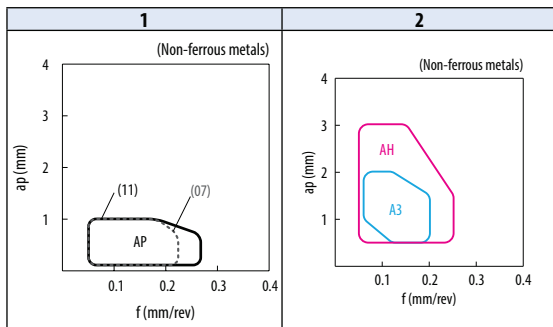 1
2
(Non-ferrous metals)
4
3
2
1
ap (mm)
(11)
(07)
AP
0.1
0.2
0.3
0.4
f (mm/rev)
(Non-ferrous metals)
4
3
2
1
ap (mm)
AH
A3
0.1
0.2
0.3
0.4
f (mm/rev)